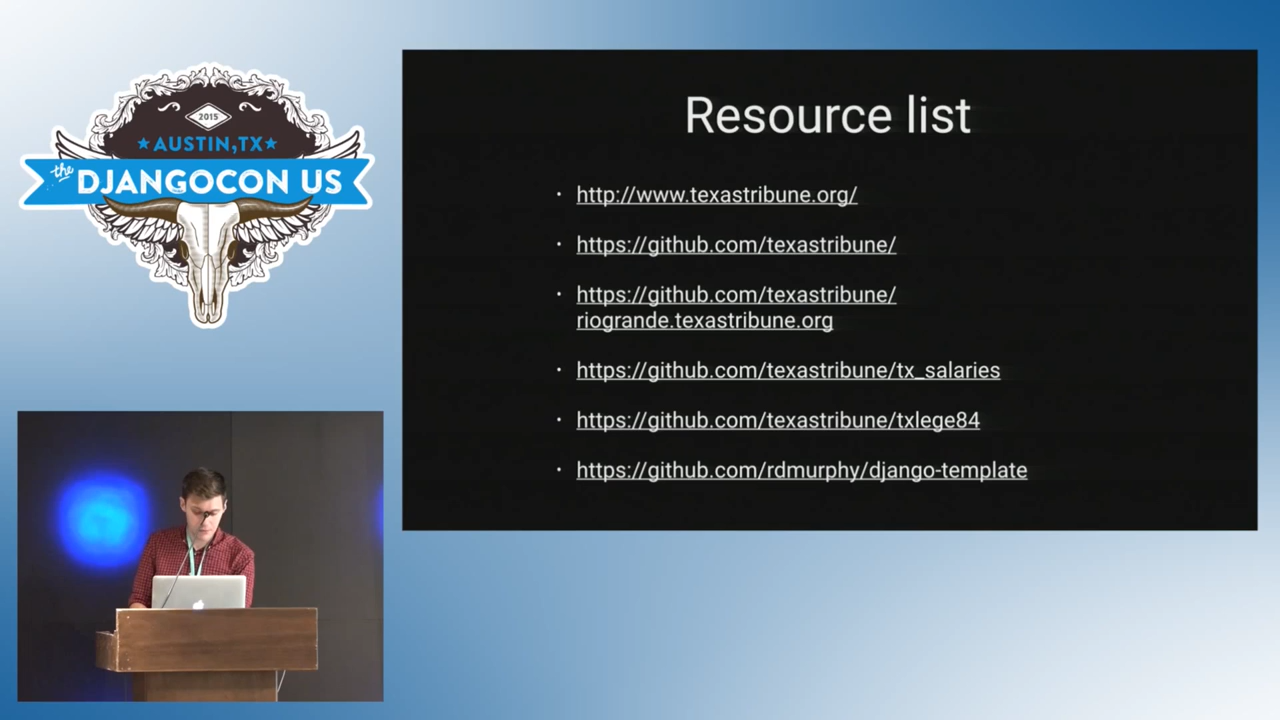 2015
AUSTIN,TX
the
DJANGOCON US
Resource list
http://www.texastribune.org/
https://github.com/texastribune/
https://github.com/texastribune/
riogrande.texastribune.org
https://github.com/texastribune/tx_salaries
https://github.com/texastribune/txlege84
https://github.com/rdmurphy/django-template